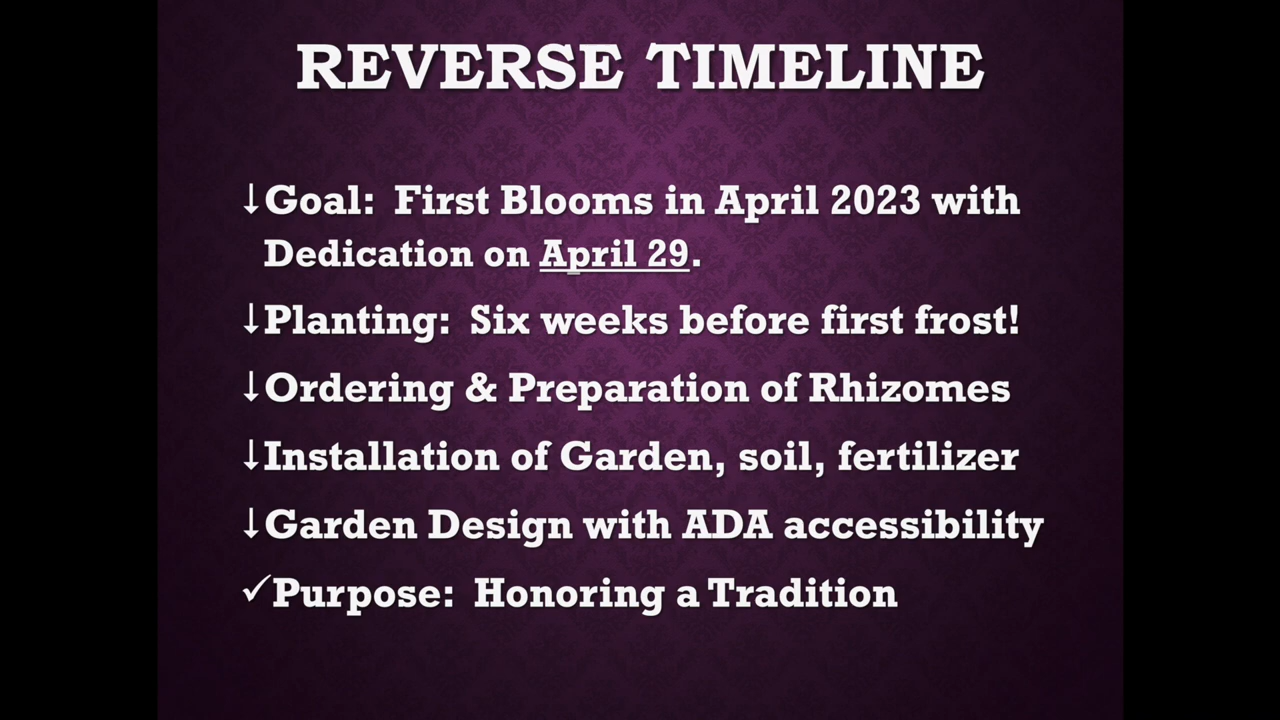 REVERSE TIMELINE
↓Goal: First Blooms in April 2023 with
Dedication on April 29.
↓Planting: Six weeks before first frost!
↓Ordering & Preparation of Rhizomes
↓Installation of Garden, soil, fertilizer
↓Garden Design with ADA accessibility
✓Purpose: Honoring a Tradition